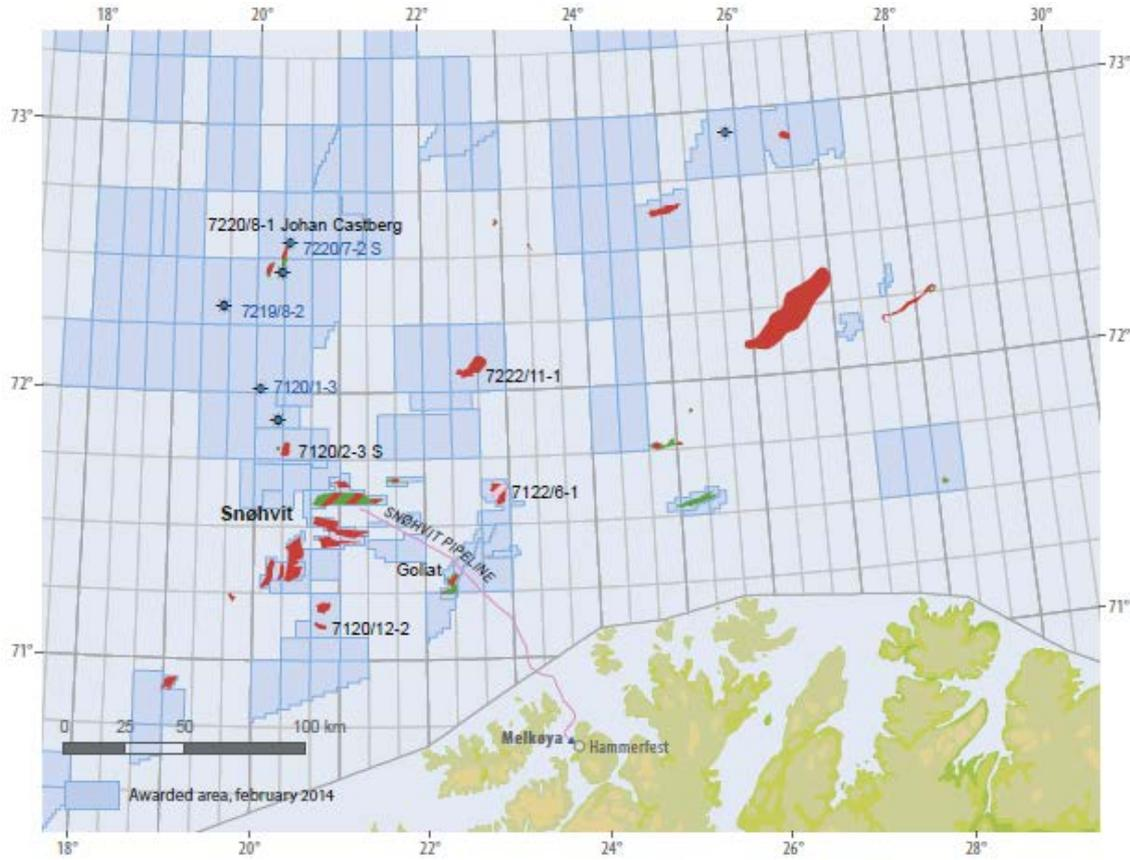 18° 20° 22° 24° 26° 28° 30°
73°
73°
7220/8-1 Johan Castberg
7220/7-2 S
7219/8-2
72°
72°
7120/1-3
7222/11-1
7120/2-3 S
7122/6-1
Snøhvit
SNØHVIT PIPELINE
Goliat
71°
7120/12-2
71°
0 25 50 100 km
Melkøya
Hammerfest
Awarded area, february 2014
18° 20° 22° 24° 26° 28°